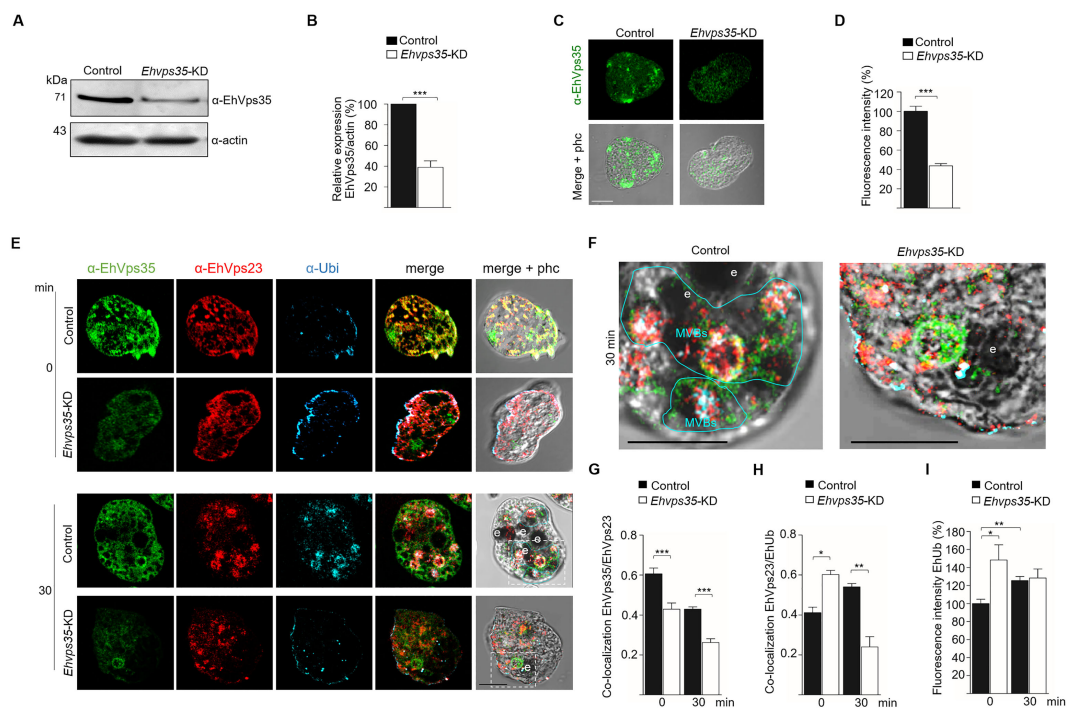 A
Control
Ehvps35-KD
kDa
71
α-EhVps35
43
α-actin
B
Control
Ehvps35-KD
***
Relative expression
EhVps35/actin (%)
100
80
60
40
20
C
Control
Ehvps35-KD
α-EhVps35
Merge + phc
D
Control
Ehvps35-KD
***
Fluorescence intensity (%)
120
100
80
60
40
20
E
α-EhVps35
α-EhVps23
α-Ubi
merge
merge + phc
min
Control
0
Ehvps35-KD
Control
e
e
e
30
Ehvps35-KD
e
F
Control
Ehvps35-KD
30 min
e
e
MVBs
MVBs
e
G
Control
Ehvps35-KD
Co-localization EhVps35/EhVps23
0.8
0.6
0.4
0.2
***
***
0
30
min
H
Control
Ehvps35-KD
Co-localization EhVps23/EhUb
0.8
0.6
0.4
0.2
*
**
0
30
min
I
Control
Ehvps35-KD
Fluorescence intensity EhUb (%)
180
160
140
120
100
80
60
40
20
**
*
0
30
min